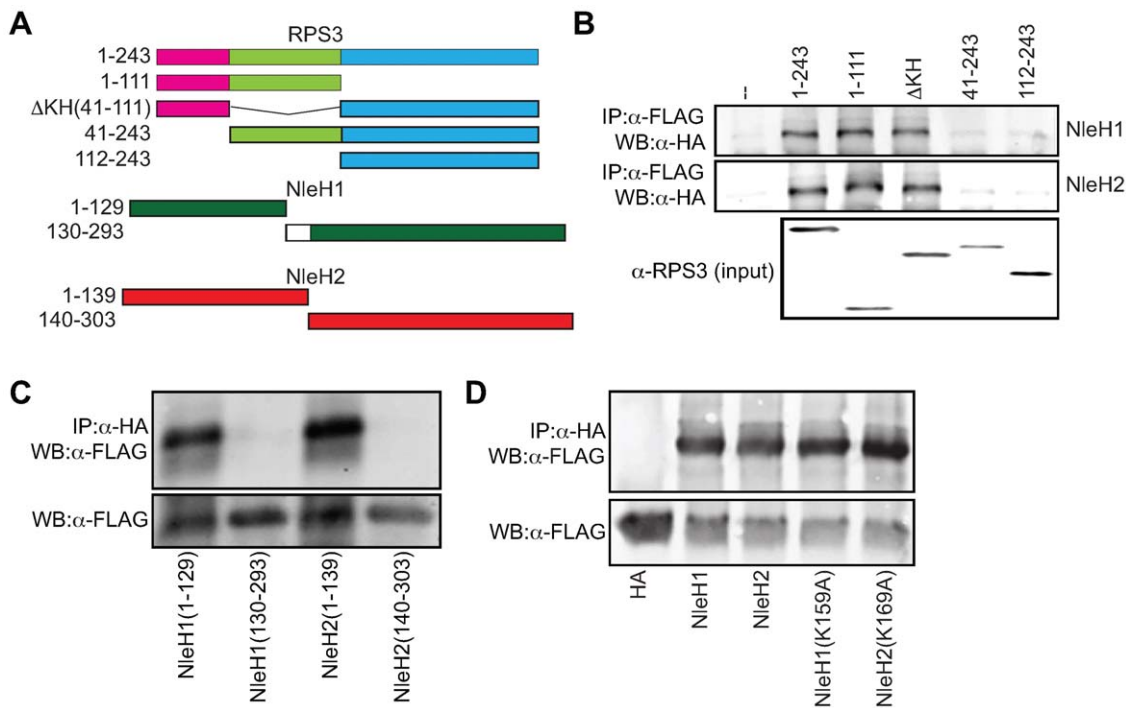 A
RPS3
1-243
1-111
ΔKH(41-111)
41-243
112-243
NleH1
1-129
130-293
NleH2
1-139
140-303
B
--
1-243
1-111
ΔKH
41-243
112-243
IP:α-FLAG
WB:α-HA
NleH1
IP:α-FLAG
WB:α-HA
NleH2
α-RPS3 (input)
C
IP:α-HA
WB:α-FLAG
WB:α-FLAG
NleH1(1-129)
NleH1(130-293)
NleH2(1-139)
NleH2(140-303)
D
IP:α-HA
WB:α-FLAG
WB:α-FLAG
HA
NleH1
NleH2
NleH1(K159A)
NleH2(K169A)